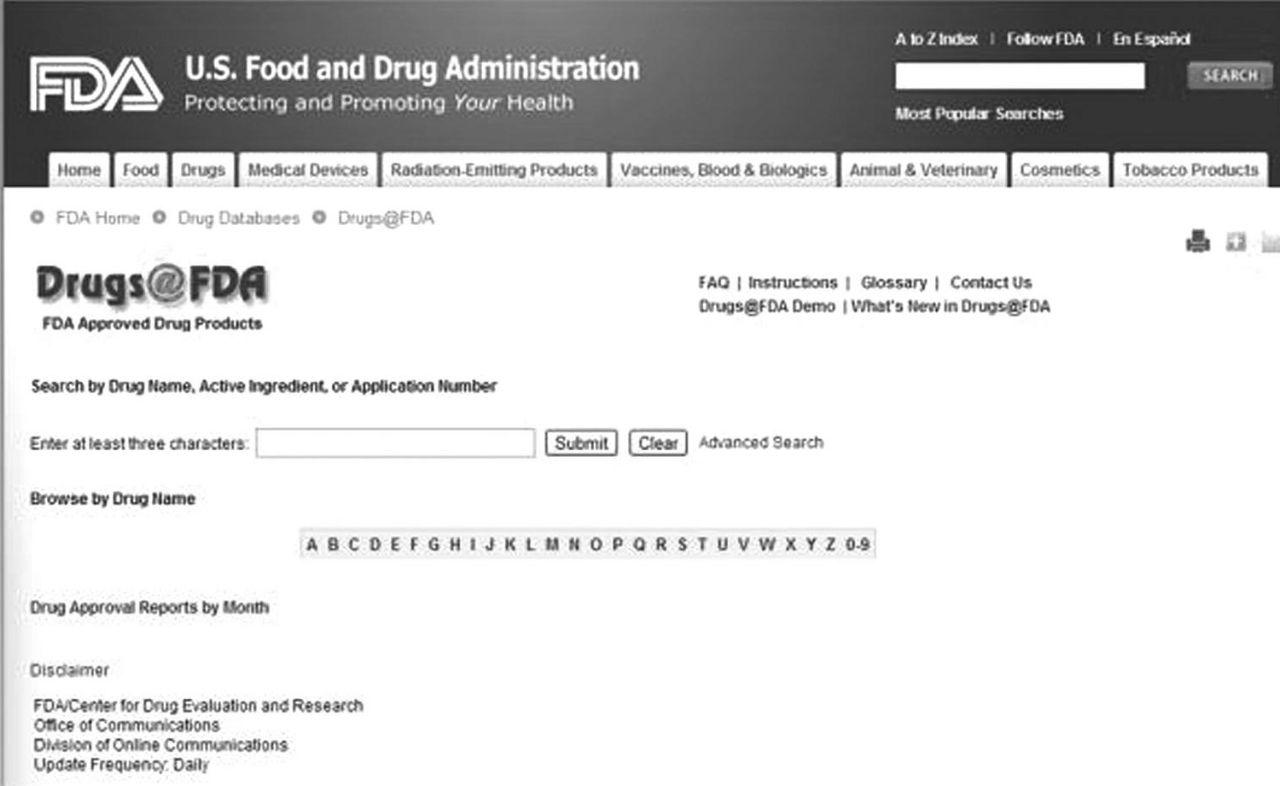 A to Z Index | Follow FDA | En Español
FDA
U.S. Food and Drug Administration
Protecting and Promoting Your Health
SEARCH
Most Popular Searches
Home Food Drugs Medical Devices Radiation-Emitting Products Vaccines, Blood & Biologics Animal & Veterinary Cosmetics Tobacco Products
FDA Home Drug Databases Drugs@FDA
Drugs@FDA
FDA Approved Drug Products
FAQ | Instructions | Glossary | Contact Us
Drugs@FDA Demo | What's New in Drugs@FDA
Search by Drug Name, Active Ingredient, or Application Number
Enter at least three characters: Submit Clear Advanced Search
Browse by Drug Name
A B C D E F G H I J K L M N O P Q R S T U V W X Y Z 0-9
Drug Approval Reports by Month
Disclaimer
FDA/Center for Drug Evaluation and Research
Office of Communications
Division of Online Communications
Update Frequency: Daily